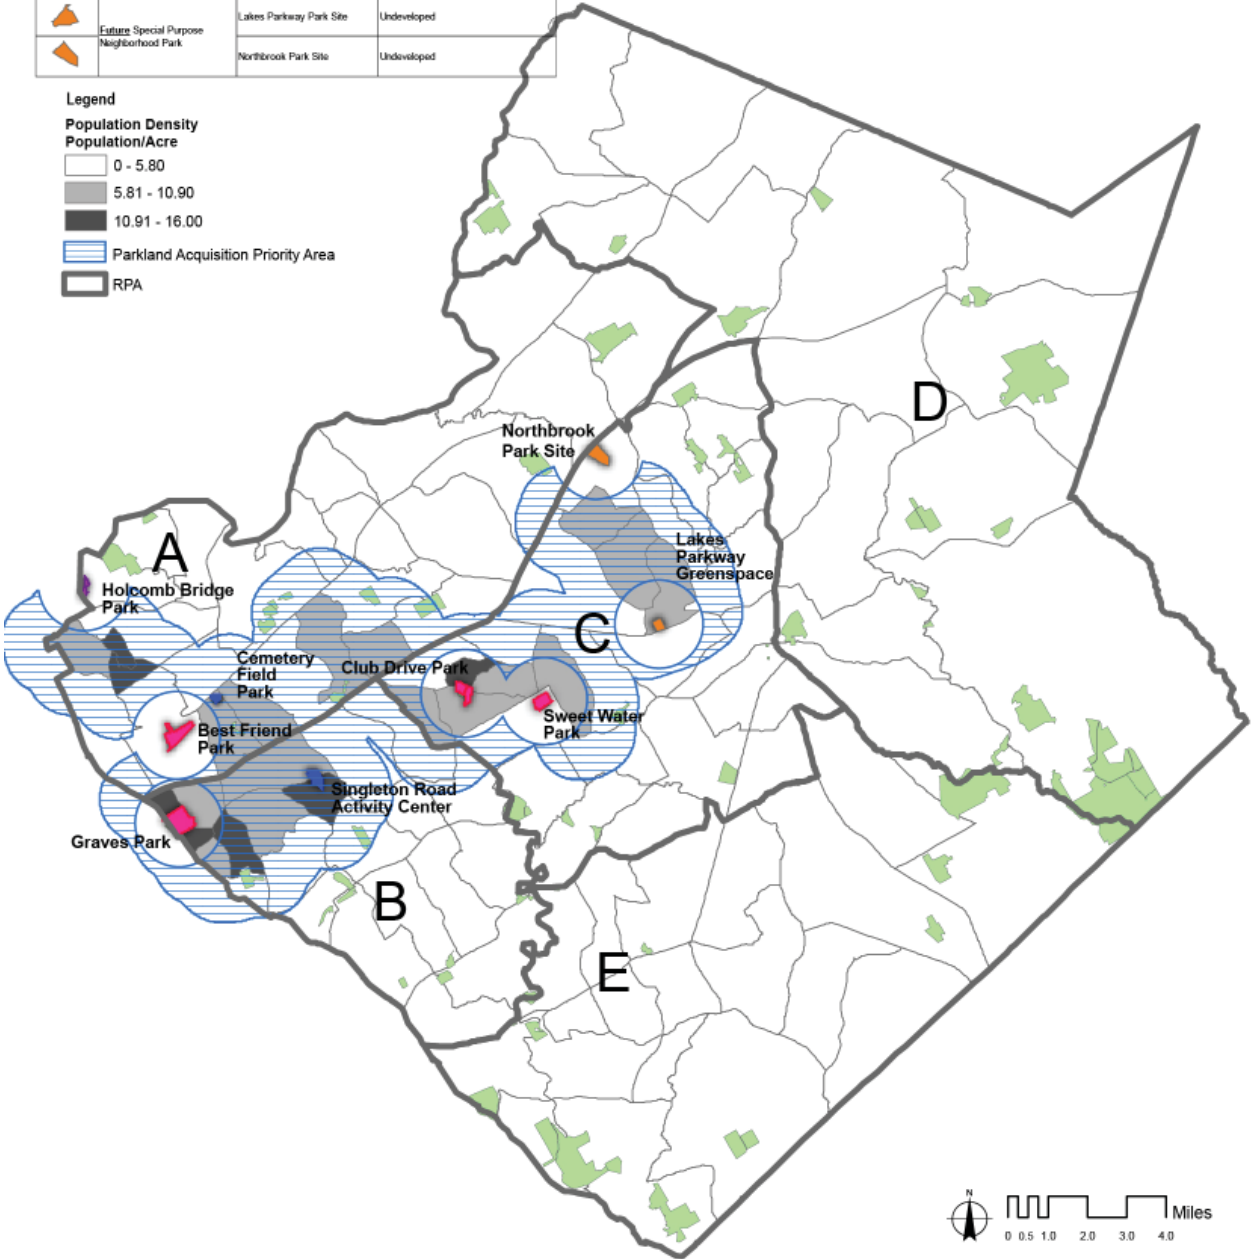 Lakes Parkway Park Site
Undeveloped
Future Special Purpose
Neighborhood Park
Northbrook Park Site
Undeveloped
Legend
Population Density
Population/Acre
0 - 5.80
5.81 - 10.90
10.91 - 16.00
Parkland Acquisition Priority Area
RPA
D
Northbrook
Park Site
A
Lakes
Parkway
Greenspace
Holcomb Bridge
Park
C
Cemetery
Field
Park
Club Drive Park
Sweet Water
Park
Best Friend
Park
Singleton Road
Activity Center
Graves Park
B
E
N
Miles
0 0.5 1.0 2.0 3.0 4.0